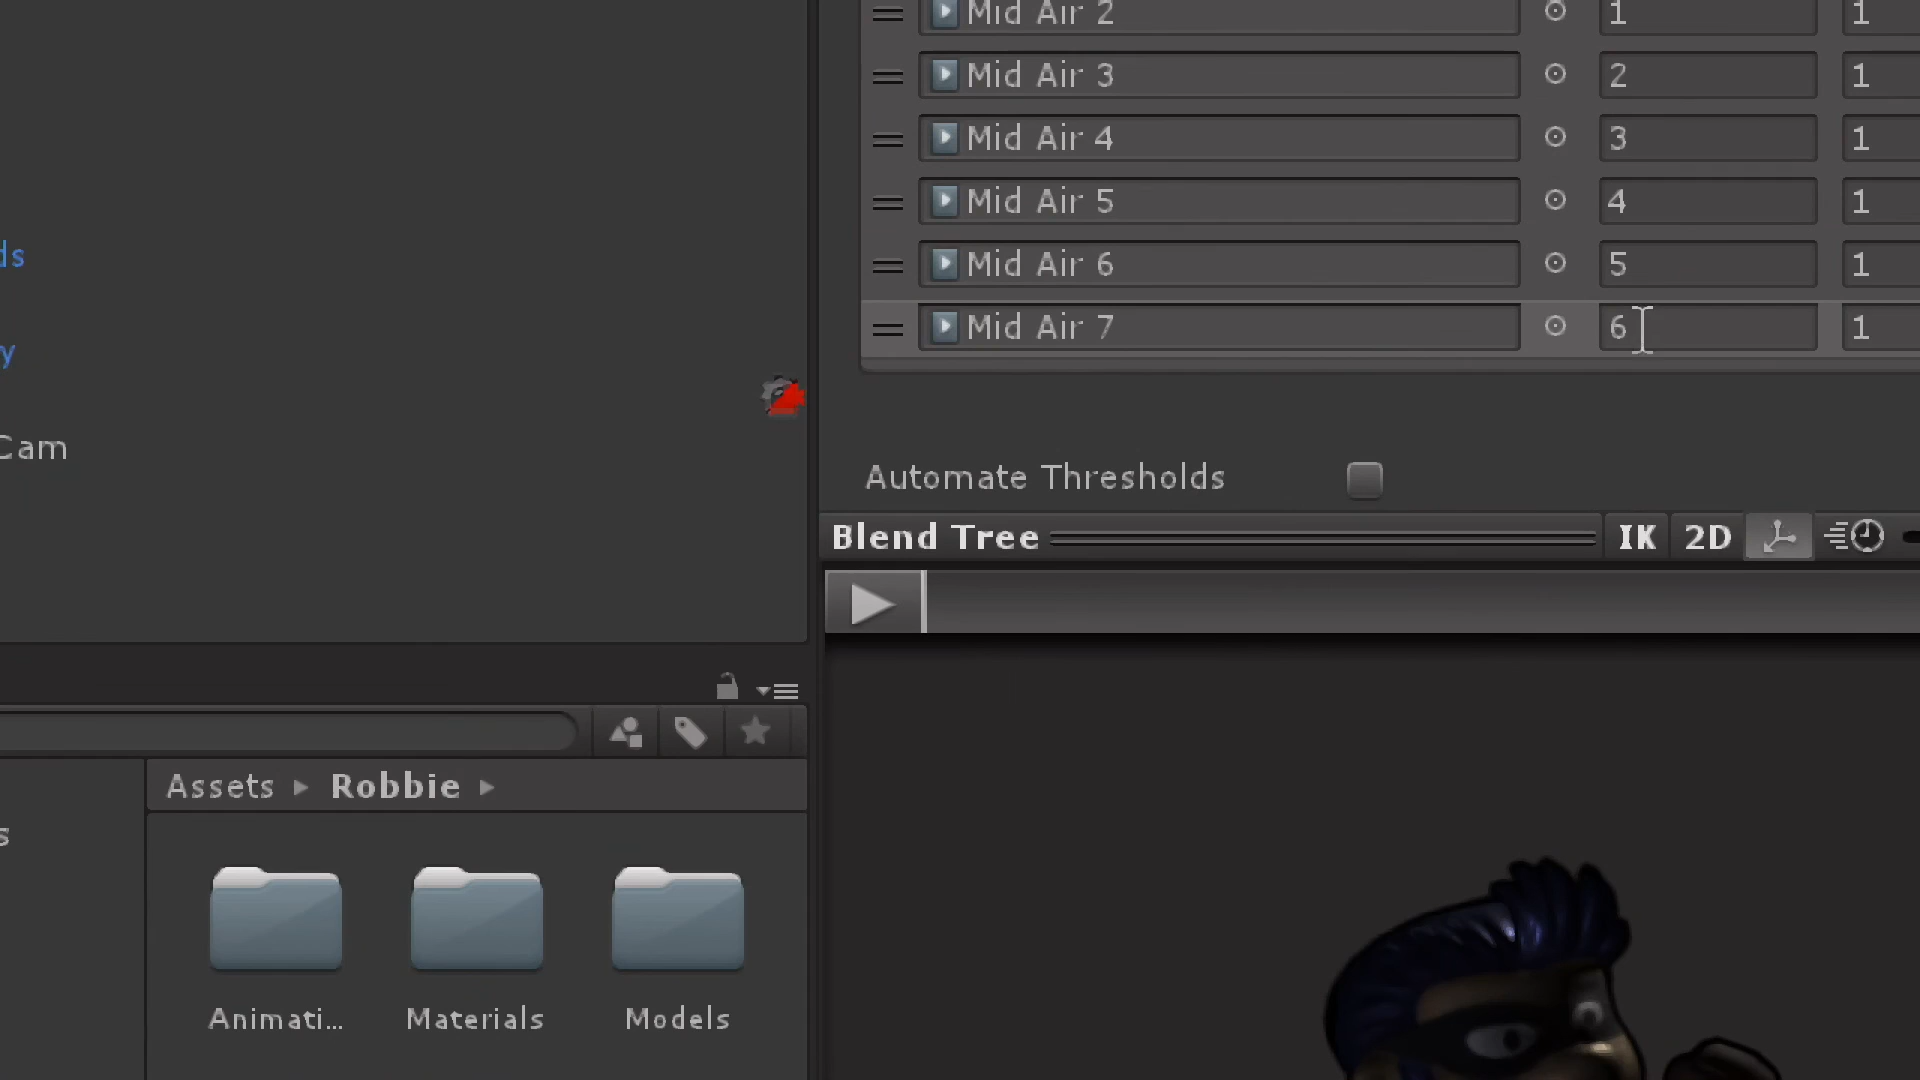 Mid Air 2 1 1
Mid Air 3 2 1
Mid Air 4 3 1
Mid Air 5 4 1
ds
Mid Air 6 5 1
Mid Air 7 6 1
y
Cam
Automate Thresholds
Blend Tree IK 2D
Assets Robbie
s
Animati... Materials Models